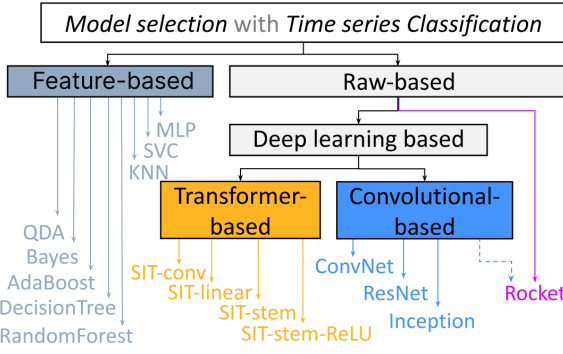 Model selection with Time series Classification
Feature-based
Raw-based
Deep learning based
Transformer-
based
Convolutional-
based
MLP
SVC
KNN
QDA
Bayes
AdaBoost
DecisionTree
RandomForest
SIT-conv
SIT-linear
SIT-stem
SIT-stem-ReLU
ConvNet
ResNet
Inception
Rocket